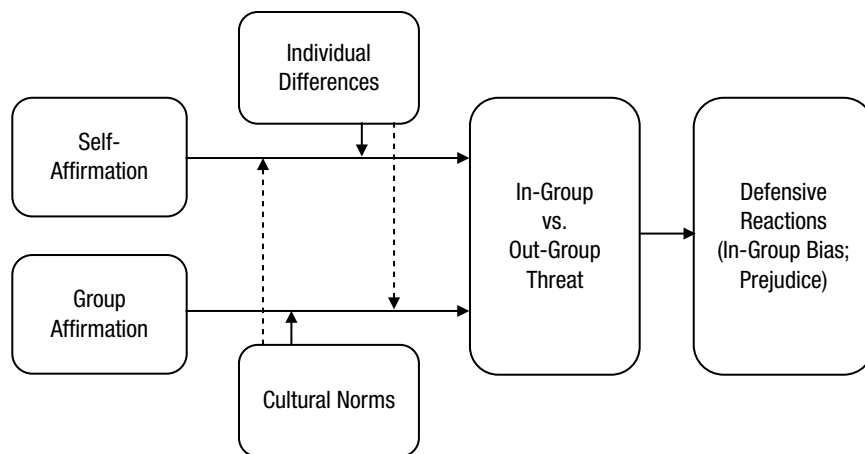 Individual
Differences
Self-
Affirmation
In-Group
vs.
Out-Group
Threat
Defensive
Reactions
(In-Group Bias;
Prejudice)
Group
Affirmation
Cultural Norms